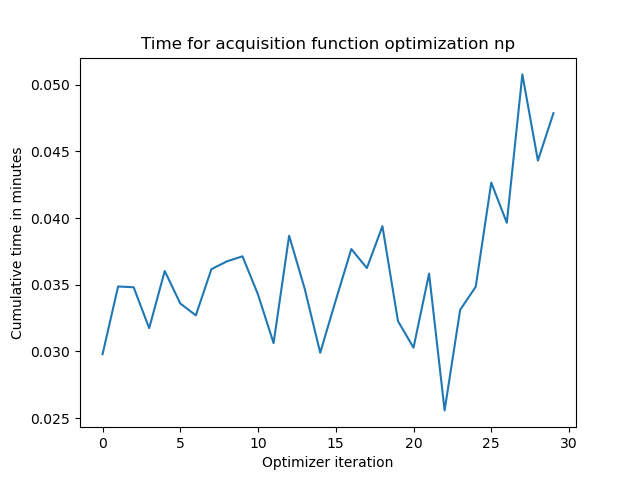 Time for acquisition function optimization np
0.050
0.045
0.040
0.035
0.030
0.025
Cumulative time in minutes
0 5 10 15 20 25 30
Optimizer iteration